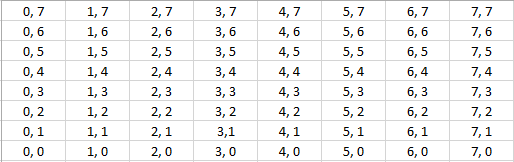 0, 7 1, 7 2, 7 3, 7 4, 7 5, 7 6, 7 7, 7
0, 6 1, 6 2, 6 3, 6 4, 6 5, 6 6, 6 7, 6
0, 5 1, 5 2, 5 3, 5 4, 5 5, 5 6, 5 7, 5
0, 4 1, 4 2, 4 3, 4 4, 4 5, 4 6, 4 7, 4
0, 3 1, 3 2, 3 3, 3 4, 3 5, 3 6, 3 7, 3
0, 2 1, 2 2, 2 3, 2 4, 2 5, 2 6, 2 7, 2
0, 1 1, 1 2, 1 3,1 4, 1 5, 1 6, 1 7, 1
0, 0 1, 0 2, 0 3, 0 4, 0 5, 0 6, 0 7, 0